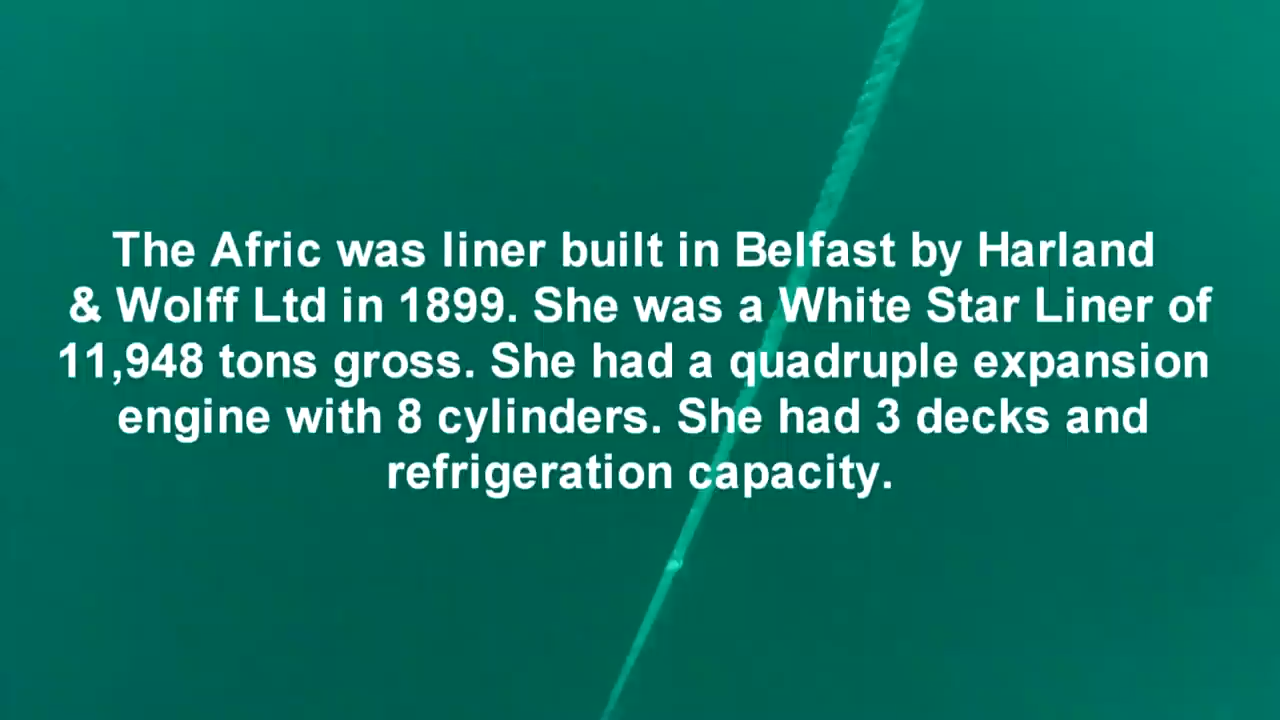 The Afric was liner built in Belfast by Harland
& Wolff Ltd in 1899. She was a White Star Liner of
11,948 tons gross. She had a quadruple expansion
engine with 8 cylinders. She had 3 decks and
refrigeration capacity.